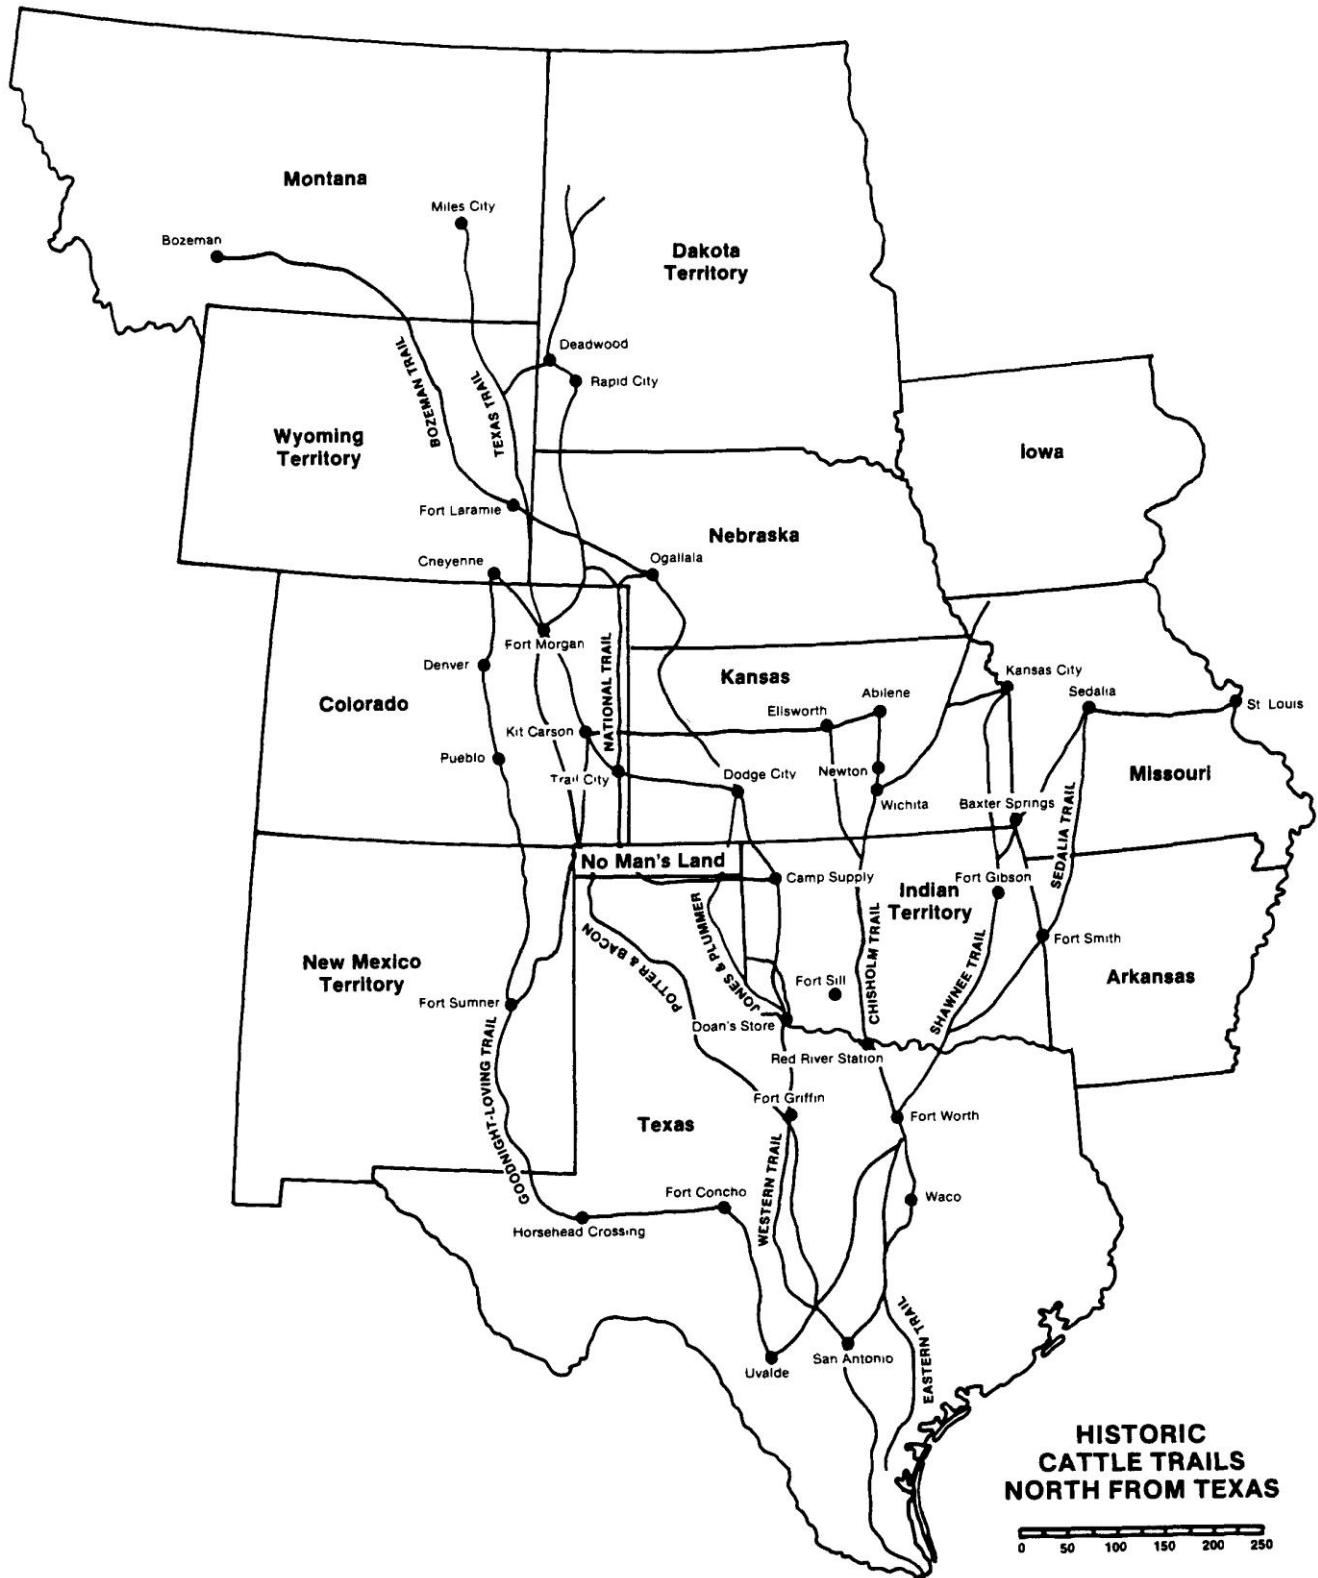 Montana
Miles City
Bozeman
Dakota
Territory
Deadwood
Rapid City
BOZEMAN TRAIL
TEXAS TRAIL
Wyoming
Territory
Iowa
Fort Laramie
Nebraska
Cneyenne
Ogallala
Fort Morgan
NATIONAL TRAIL
Denver
Kansas
Kansas City
Abilene
Sedalia
Colorado
Ellsworth
St Louis
Kit Carson
Pueblo
Trail City
Dodge City
Newton
Missouri
Wichita
Baxter Springs
SEDALIA TRAIL
No Man's Land
Camp Supply
Fort Gibson
Indian
Territory
JONES & PLUMMER
POTTER & BACON
CHISHOLM TRAIL
SHAWNEE TRAIL
Fort Smith
New Mexico
Territory
Fort Sill
Arkansas
Fort Sumner
Doan's Store
GOODNIGHT-LOVING TRAIL
Red River Station
Fort Griffin
Texas
Fort Worth
WESTERN TRAIL
Fort Concho
Waco
Horsehead Crossing
EASTERN TRAIL
Uvalde
San Antonio
HISTORIC
CATTLE TRAILS
NORTH FROM TEXAS
0 50 100 150 200 250